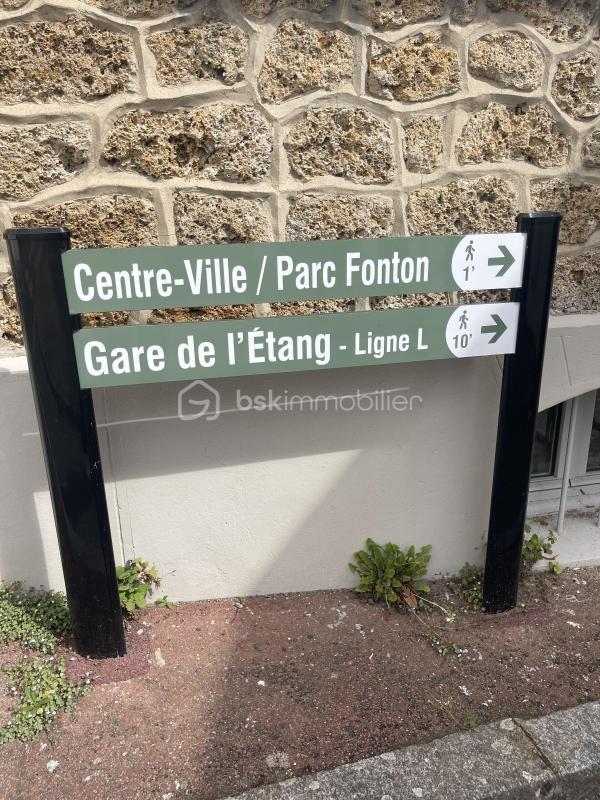 Centre-Ville / Parc Fonton 1'
Gare de l'Étang - Ligne L 10'
bskimmobilier